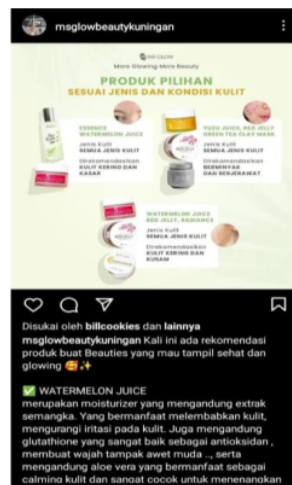 msglowbeautykuningan
MS GLOW
More Glowing More Beauty
PRODUK PILIHAN
SESUAI JENIS DAN KONDISI KULIT
ESSENCE
WATERMELON JUICE
Jenis Kulit
SEMUA JENIS KULIT
Direkomendasikan
KULIT KERING DAN
KASAR
YUZU JUICE, RED JELLY
GREEN TEA CLAY MASK
Jenis Kulit
SEMUA JENIS KULIT
Direkomendasikan
BERMINYAK
DAN BERJERAWAT
WATERMELON JUICE
RED JELLY, RADIANCE
Jenis Kulit
SEMUA JENIS KULIT
Direkomendasikan
KULIT KERING DAN
KUSAM
Disukai oleh billcookies dan lainnya
msglowbeautykuningan Kali ini ada rekomendasi
produk buat Beauties yang mau tampil sehat dan
glowing 🥰✨
✅ WATERMELON JUICE
merupakan moisturizer yang mengandung extrak
semangka. Yang bermanfaat melembabkan kulit,
mengurangi iritasi pada kulit. Juga mengandung
glutathione yang sangat baik sebagai antioksidan ,
membuat wajah tampak awet muda .., serta
mengandung aloe vera yang bermanfaat sebagai
calming kulit dan sangat cocok untuk menenangkan